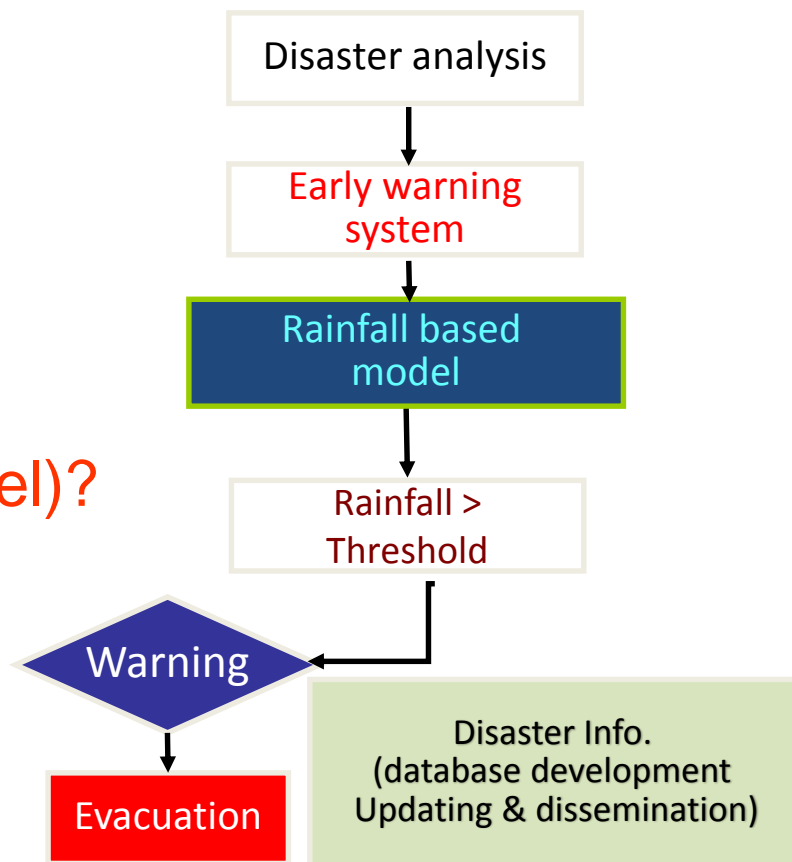 Disaster analysis
Early warning
system
Rainfall based
model
el)?
Rainfall >
Threshold
Warning
Disaster Info.
(database development
Updating & dissemination)
Evacuation